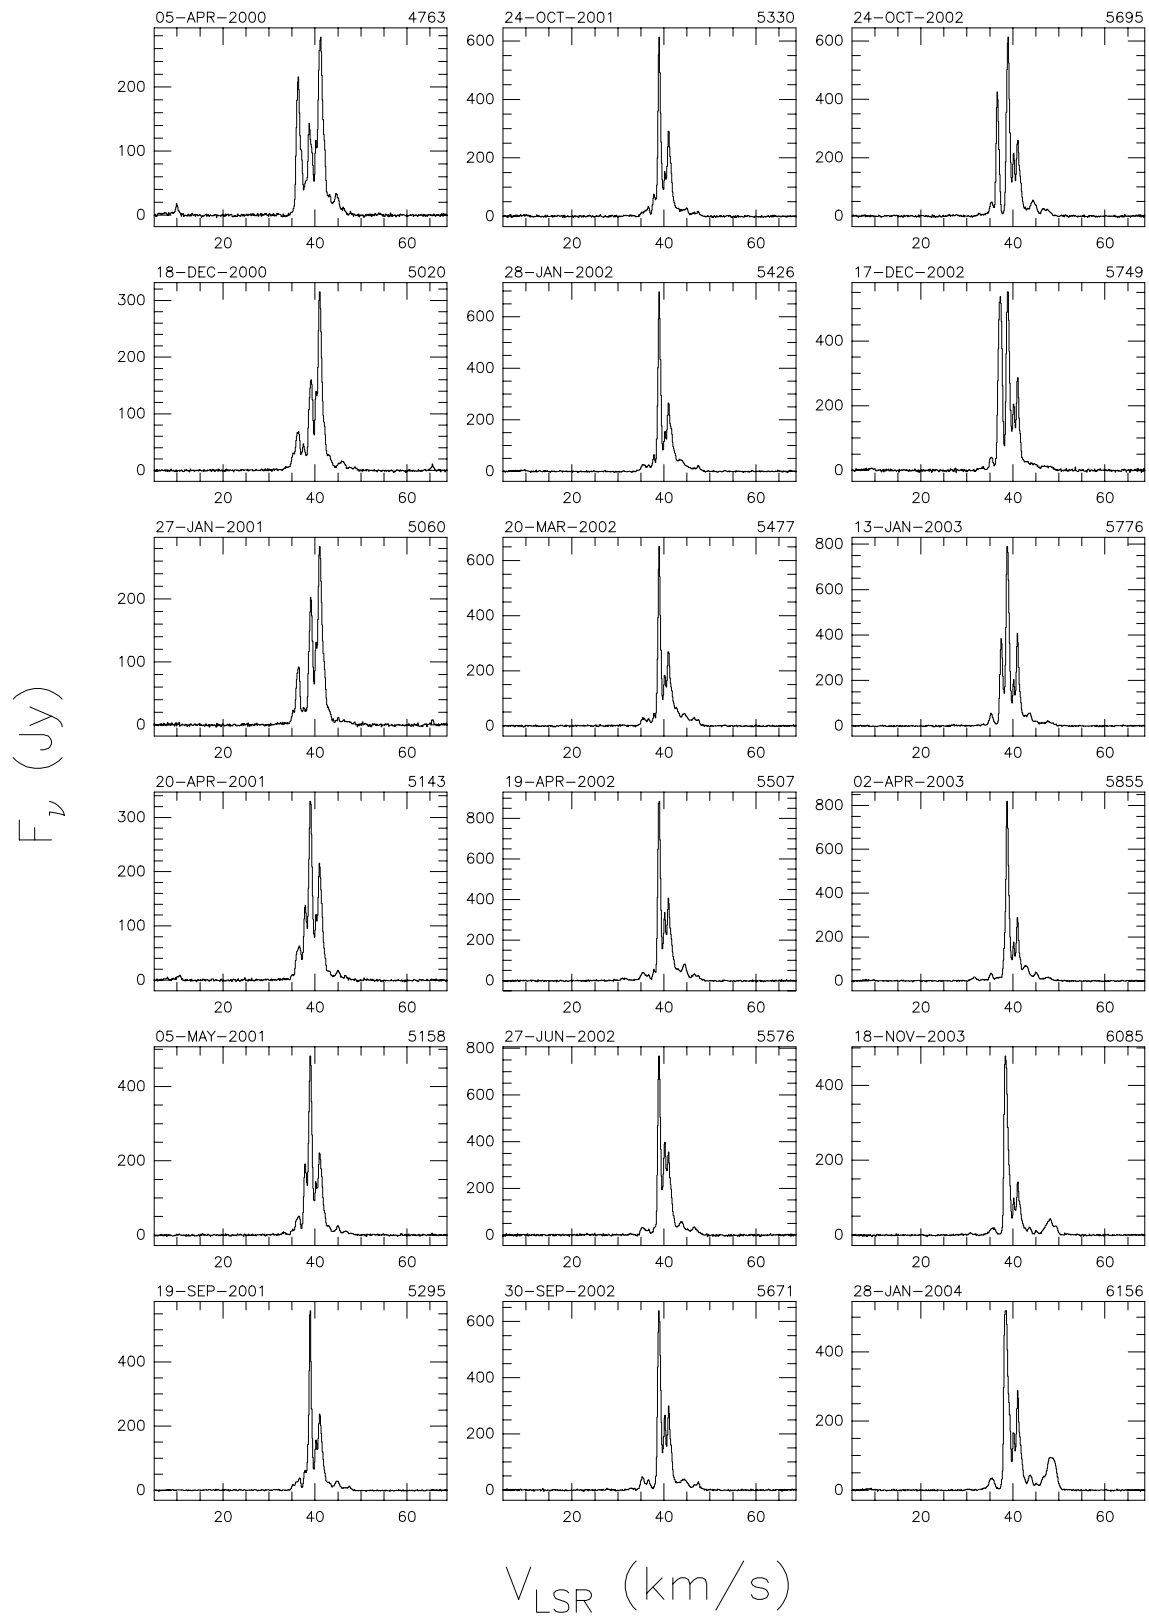 05-APR-2000 4763
200
100
0
20 40 60
24-OCT-2001 5330
600
400
200
0
20 40 60
24-OCT-2002 5695
600
400
200
0
20 40 60
18-DEC-2000 5020
300
200
100
0
20 40 60
28-JAN-2002 5426
600
400
200
0
20 40 60
17-DEC-2002 5749
400
200
0
20 40 60
27-JAN-2001 5060
200
100
0
20 40 60
20-MAR-2002 5477
600
400
200
0
20 40 60
13-JAN-2003 5776
800
600
400
200
0
20 40 60
20-APR-2001 5143
300
200
100
0
20 40 60
19-APR-2002 5507
800
600
400
200
0
20 40 60
02-APR-2003 5855
800
600
400
200
0
20 40 60
05-MAY-2001 5158
400
200
0
20 40 60
27-JUN-2002 5576
800
600
400
200
0
20 40 60
18-NOV-2003 6085
400
200
0
20 40 60
19-SEP-2001 5295
400
200
0
20 40 60
30-SEP-2002 5671
600
400
200
0
20 40 60
28-JAN-2004 6156
400
200
0
20 40 60
Fν (Jy)
VLSR (km/s)